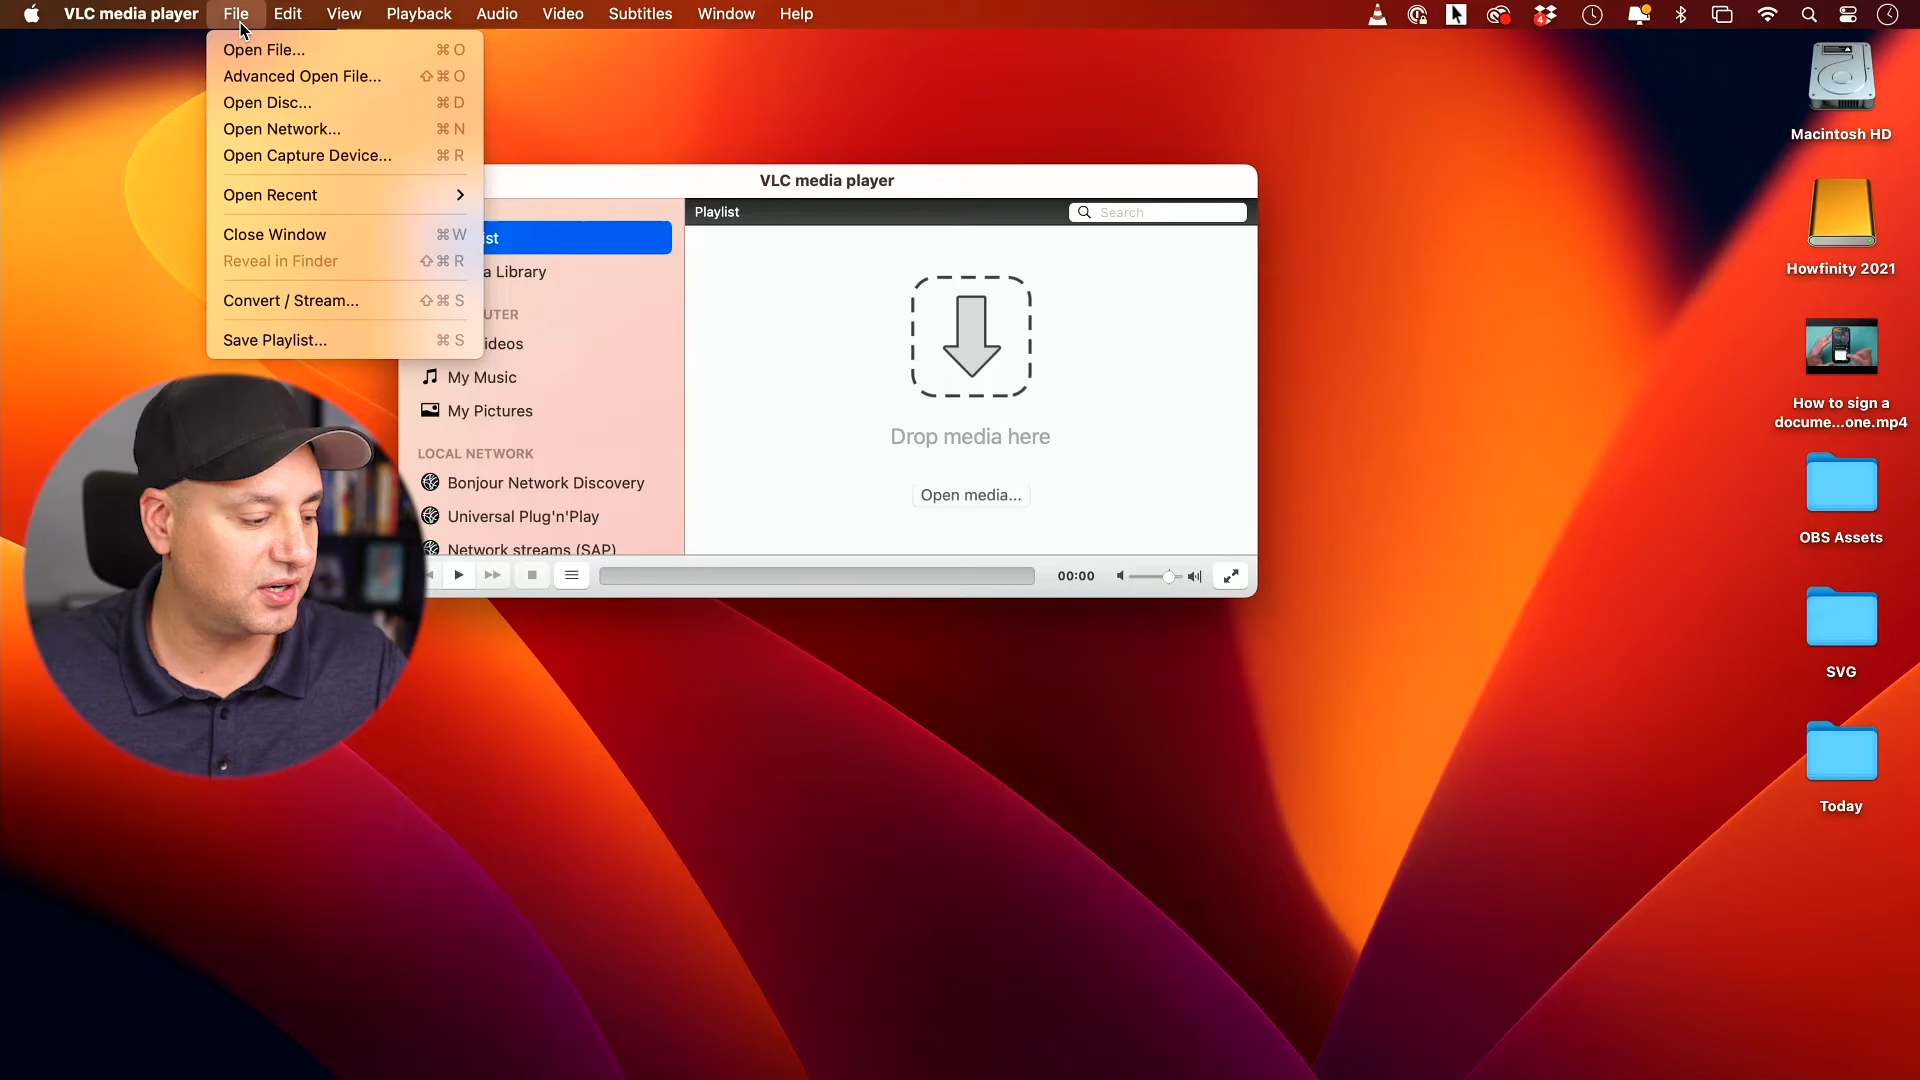 VLC media player File Edit View Playback Audio Video Subtitles Window Help
4
Open File... ⌘ O
Advanced Open File... ⇧ ⌘ O
Open Disc... ⌘ D
Open Network... ⌘ N
Open Capture Device... ⌘ R
Open Recent
Close Window ⌘ W
Reveal in Finder ⇧ ⌘ R
Convert / Stream... ⇧ ⌘ S
Save Playlist... ⌘ S
VLC media player
Playlist Search
ist
a Library
UTER
ideos
My Music
My Pictures
LOCAL NETWORK
Bonjour Network Discovery
Universal Plug'n'Play
Network streams (SAP)
Drop media here
Open media...
00:00
Macintosh HD
Howfinity 2021
How to sign a
docume...one.mp4
OBS Assets
SVG
Today